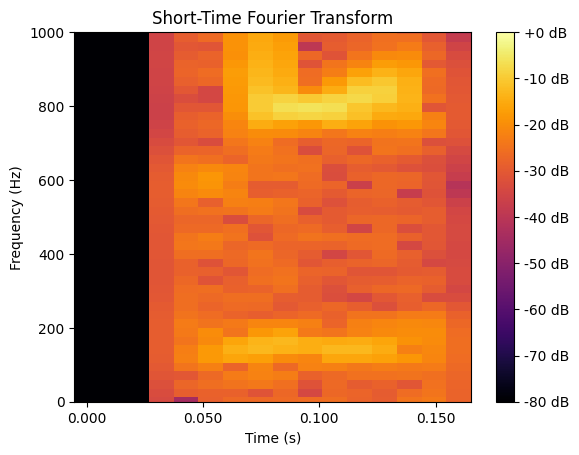 Short-Time Fourier Transform
1000
800
600
400
200
0
Frequency (Hz)
0.000
0.050
0.100
0.150
Time (s)
+0 dB
-10 dB
-20 dB
-30 dB
-40 dB
-50 dB
-60 dB
-70 dB
-80 dB